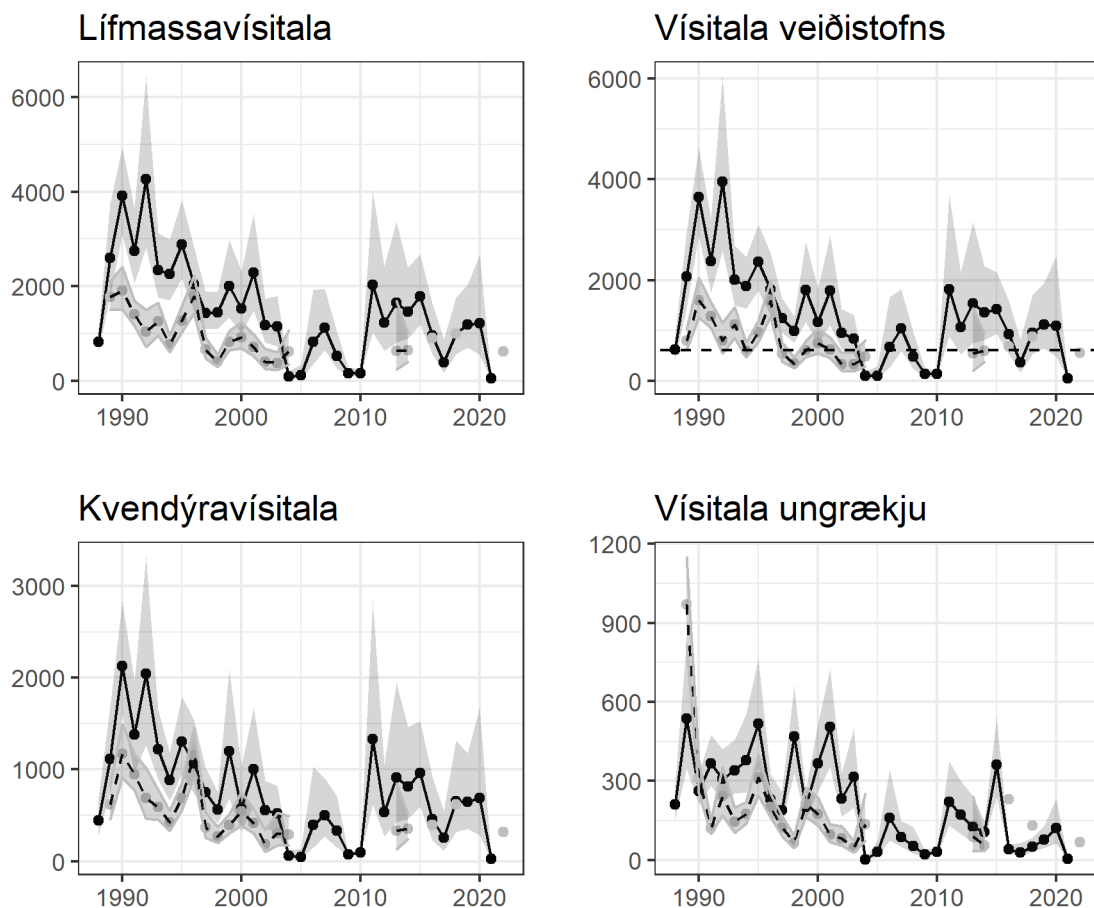 Lífmassavísitala
6000
4000
2000
0
1990 2000 2010 2020
Vísitala veiðistofns
6000
4000
2000
0
1990 2000 2010 2020
Kvendýravísitala
3000
2000
1000
0
1990 2000 2010 2020
Vísitala ungrækju
1200
900
600
300
0
1990 2000 2010 2020